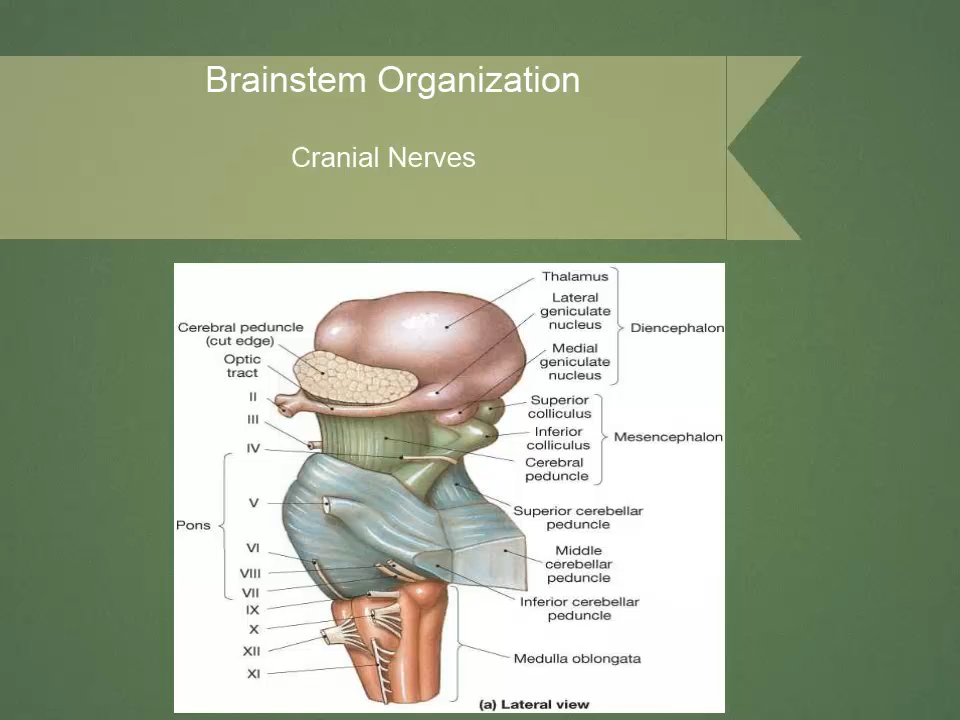 Brainstem Organization
Cranial Nerves
Thalamus
Lateral
geniculate
nucleus
Diencephalon
Medial
geniculate
nucleus
Cerebral peduncle
(cut edge)
Optic
tract
II
III
IV
Superior
colliculus
Inferior
colliculus
Mesencephalon
Cerebral
peduncle
V
Pons
VI
VIII
VII
IX
X
XII
XI
Superior cerebellar
peduncle
Middle
cerebellar
peduncle
Inferior cerebellar
peduncle
Medulla oblongata
(a) Lateral view